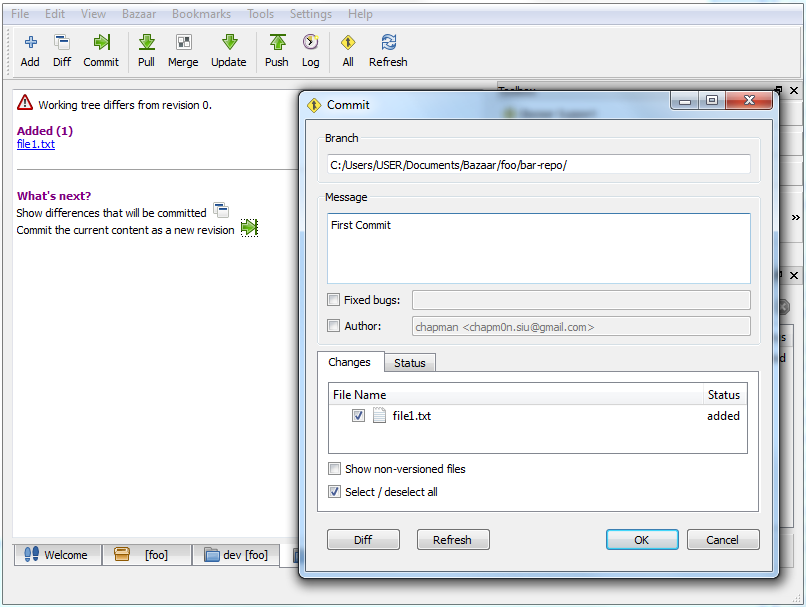 File Edit View Bazaar Bookmarks Tools Settings Help
Add Diff Commit Pull Merge Update Push Log All Refresh
Working tree differs from revision 0.
Added (1)
file1.txt
What's next?
Show differences that will be committed
Commit the current content as a new revision
Toolbox
Commit
Branch
C:/Users/USER/Documents/Bazaar/foo/bar-repo/
Message
First Commit
Fixed bugs:
Author: chapman <chapm0n.siu@gmail.com>
Changes Status
File Name Status
file1.txt added
Show non-versioned files
Select / deselect all
Diff Refresh OK Cancel
Welcome [foo] dev [foo]